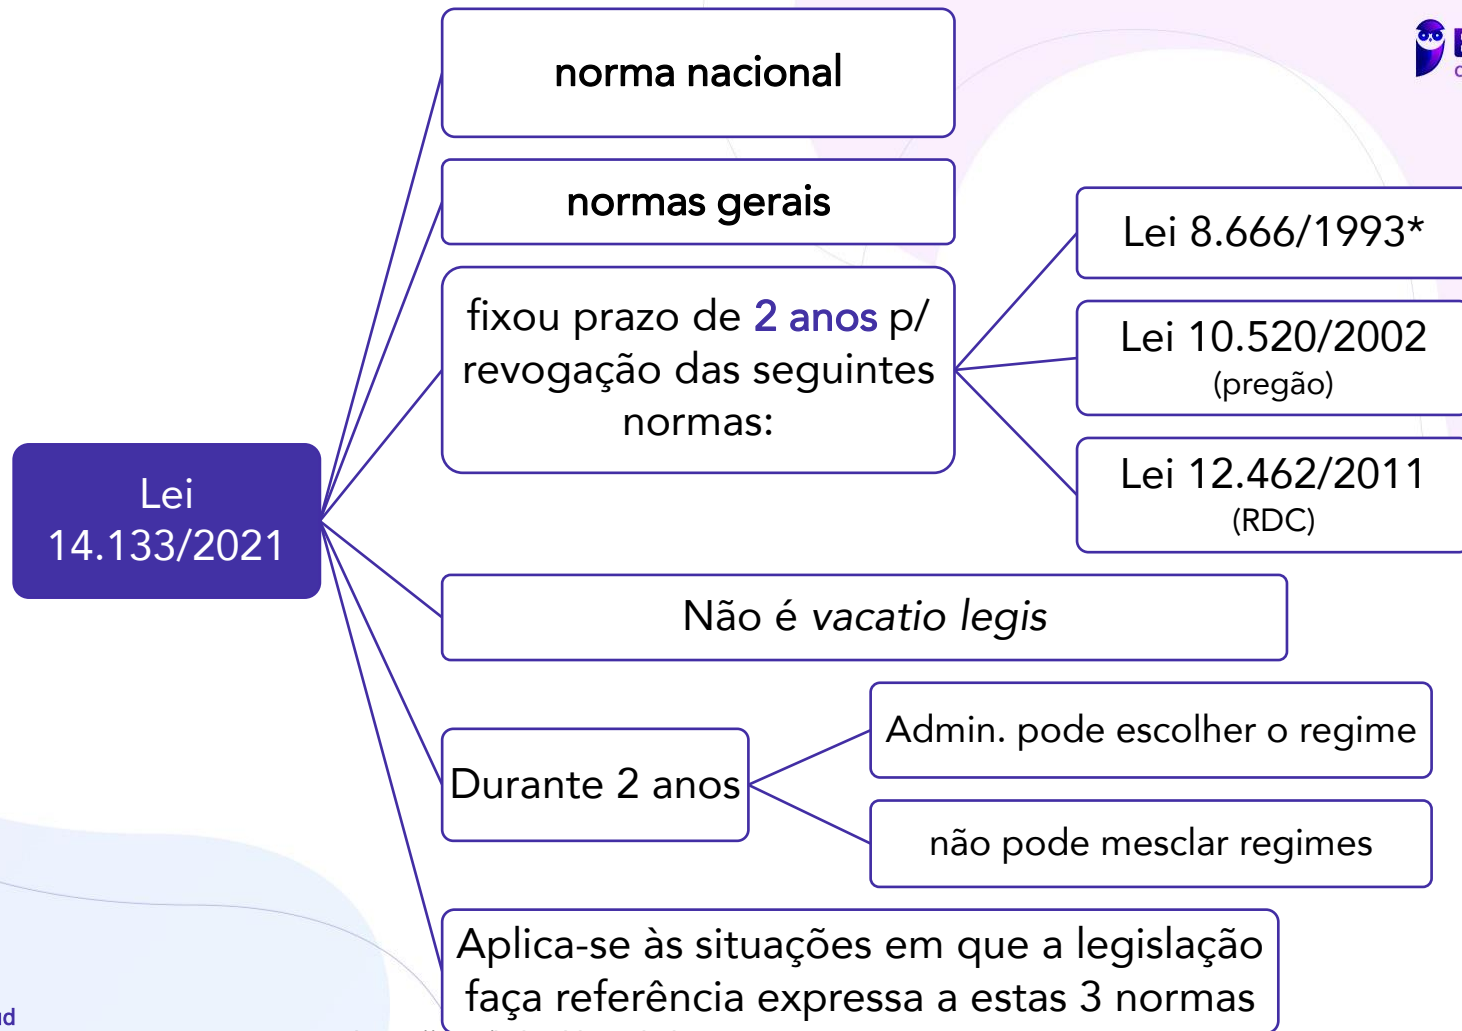 norma nacional
normas gerais
Lei 8.666/1993*
fixou prazo de 2 anos p/
revogação das seguintes
normas:
Lei 10.520/2002
(pregão)
Lei 12.462/2011
(RDC)
Lei
14.133/2021
Não é vacatio legis
Durante 2 anos
Admin. pode escolher o regime
não pode mesclar regimes
Aplica-se às situações em que a legislação
faça referência expressa a estas 3 normas